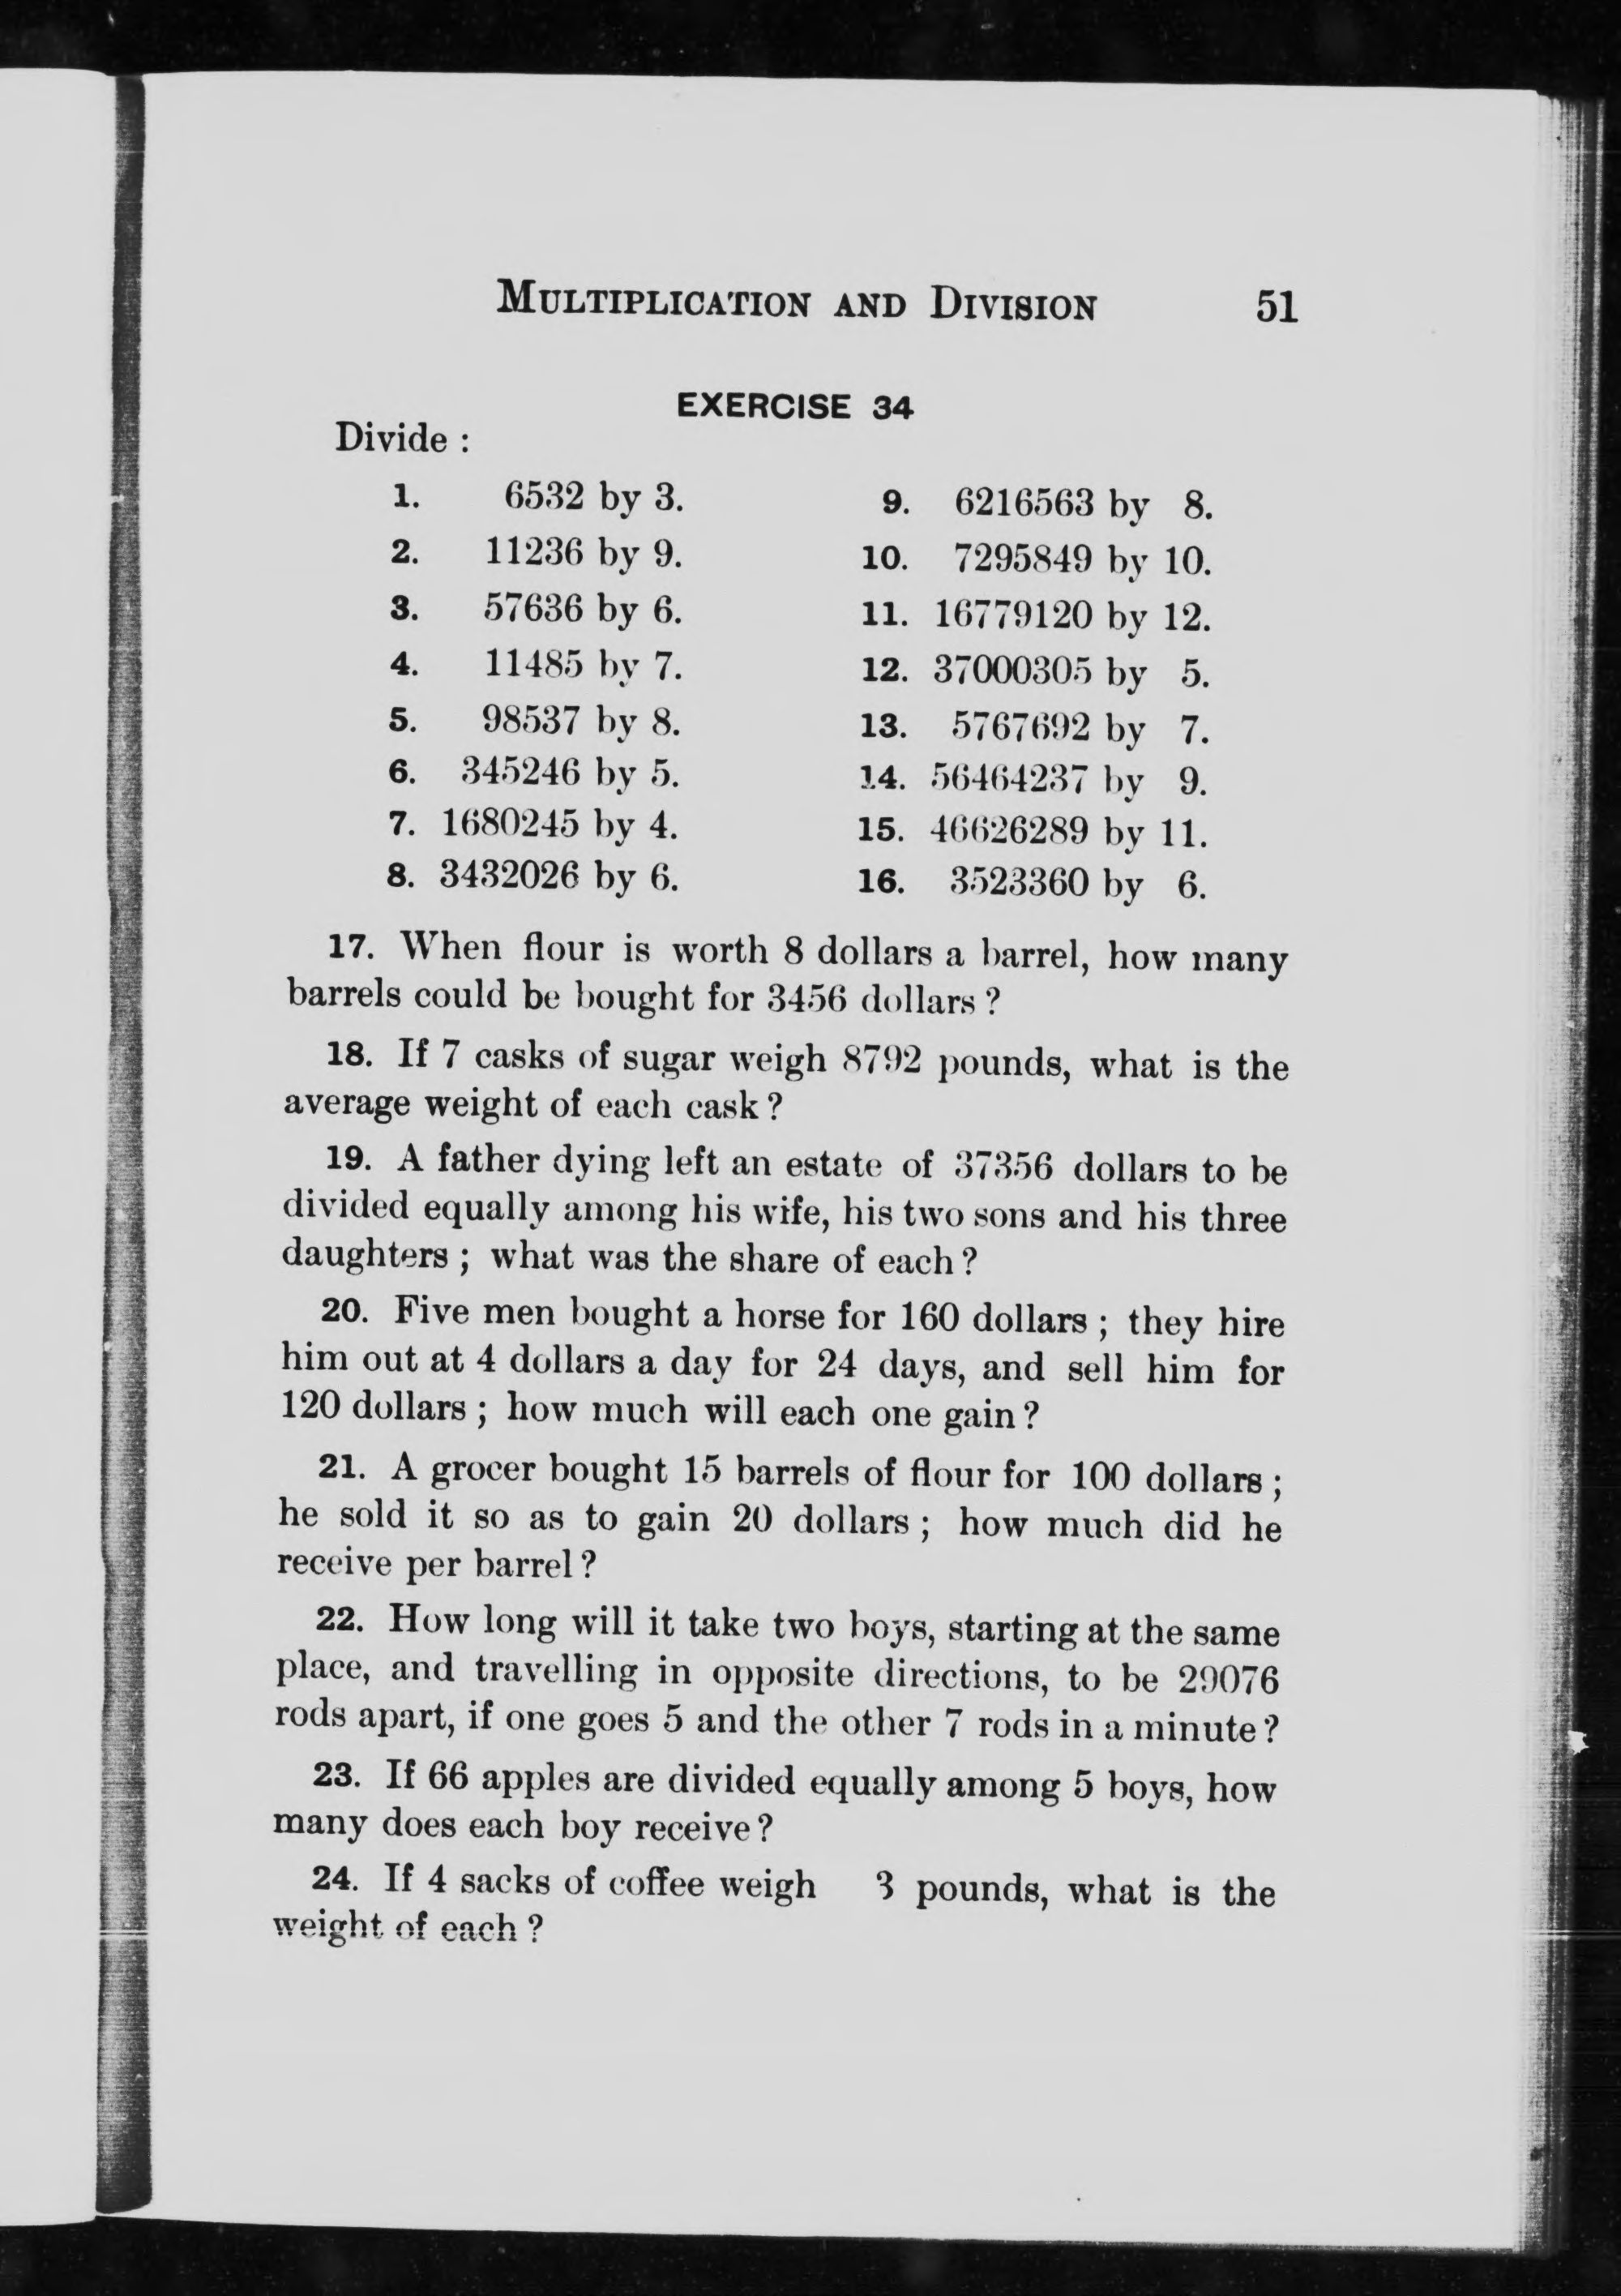 MULTIPLICATION AND DIVISION 51
EXERCISE 34
Divide :
1. 6532 by 3.
2. 11236 by 9.
3. 57636 by 6.
4. 11485 by 7.
5. 98537 by 8.
6. 345246 by 5.
7. 1680245 by 4.
8. 3432026 by 6.
9. 6216563 by 8.
10. 7295849 by 10.
11. 16779120 by 12.
12. 37000305 by 5.
13. 5767692 by 7.
14. 56464237 by 9.
15. 46626289 by 11.
16. 3523360 by 6.
17. When flour is worth 8 dollars a barrel, how many
barrels could be bought for 3456 dollars ?
18. If 7 casks of sugar weigh 8792 pounds, what is the
average weight of each cask ?
19. A father dying left an estate of 37356 dollars to be
divided equally among his wife, his two sons and his three
daughters ; what was the share of each ?
20. Five men bought a horse for 160 dollars ; they hire
him out at 4 dollars a day for 24 days, and sell him for
120 dollars ; how much will each one gain ?
21. A grocer bought 15 barrels of flour for 100 dollars ;
he sold it so as to gain 20 dollars ; how much did he
receive per barrel ?
22. How long will it take two boys, starting at the same
place, and travelling in opposite directions, to be 29076
rods apart, if one goes 5 and the other 7 rods in a minute ?
23. If 66 apples are divided equally among 5 boys, how
many does each boy receive ?
24. If 4 sacks of coffee weigh pounds, what is the
weight of each ?